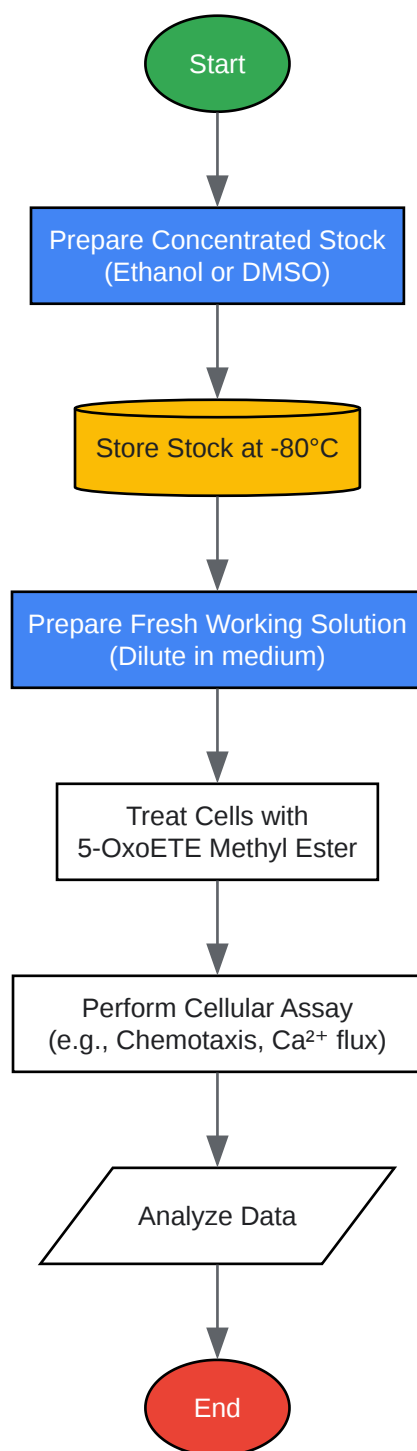 Start
Prepare Concentrated Stock
(Ethanol or DMSO)
Store Stock at -80°C
Prepare Fresh Working Solution
(Dilute in medium)
Treat Cells with
5-OxoETE Methyl Ester
Perform Cellular Assay
(e.g., Chemotaxis, Ca²⁺ flux)
Analyze Data
End